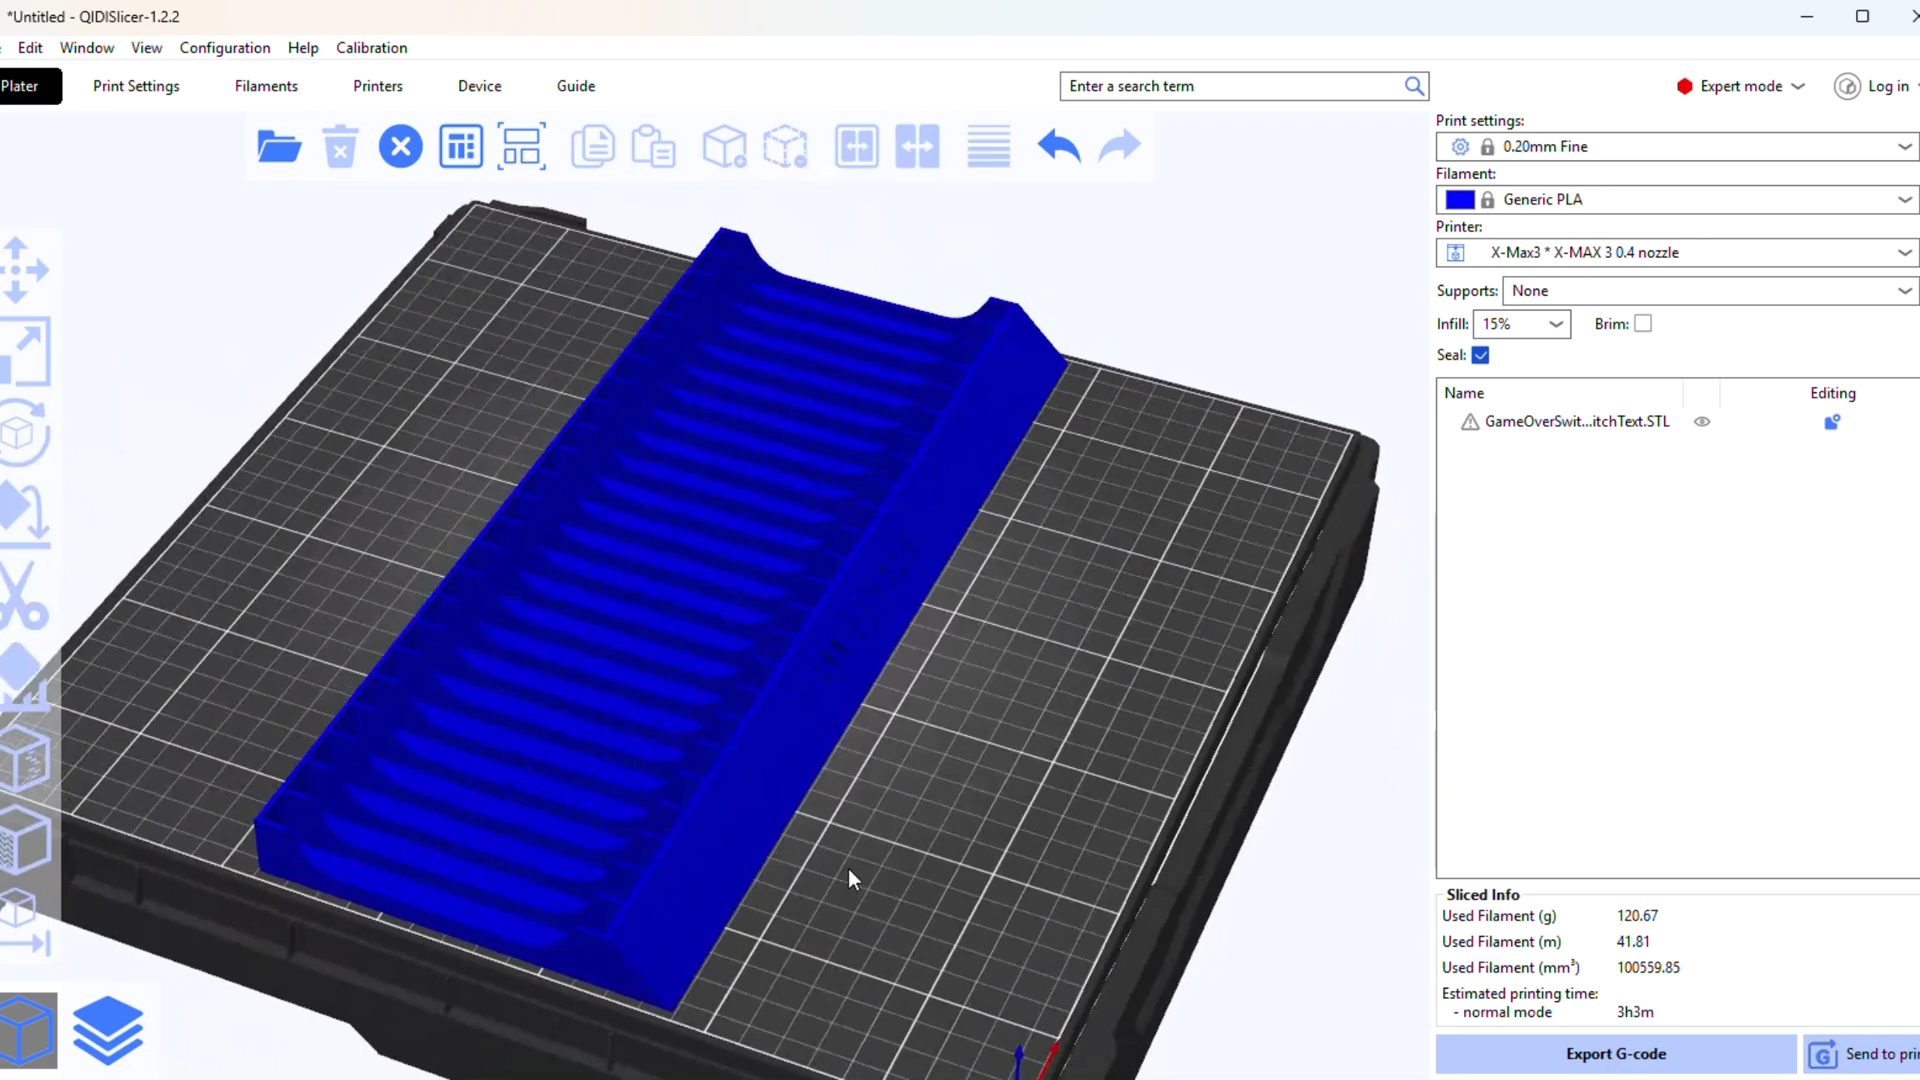 *Untitled - QIDISlicer-1.2.2
Edit Window View Configuration Help Calibration
Plater Print Settings Filaments Printers Device Guide Enter a search term Expert mode Log in
Print settings:
0.20mm Fine
Filament:
Generic PLA
Printer:
X-Max3 * X-MAX 3 0.4 nozzle
Supports: None
Infill: 15% Brim:
Seal:
Name Editing
GameOverSwit...itchText.STL
Sliced Info
Used Filament (g) 120.67
Used Filament (m) 41.81
Used Filament (mm³) 100559.85
Estimated printing time:
- normal mode 3h3m
Export G-code G Send to prin